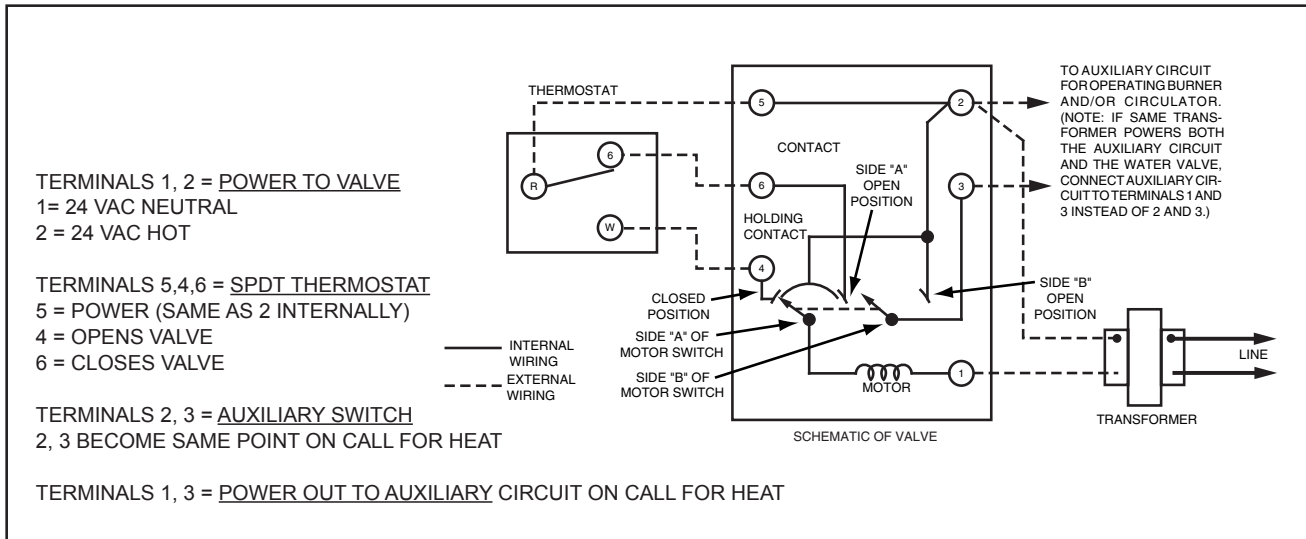 TERMINALS 1, 2 = POWER TO VALVE
1= 24 VAC NEUTRAL
2 = 24 VAC HOT
TERMINALS 5,4,6 = SPDT THERMOSTAT
5 = POWER (SAME AS 2 INTERNALLY)
4 = OPENS VALVE
6 = CLOSES VALVE
TERMINALS 2, 3 = AUXILIARY SWITCH
2, 3 BECOME SAME POINT ON CALL FOR HEAT
TERMINALS 1, 3 = POWER OUT TO AUXILIARY CIRCUIT ON CALL FOR HEAT
INTERNAL
WIRING
EXTERNAL
WIRING
THERMOSTAT
R
6
W
5
6
4
CONTACT
HOLDING
CONTACT
SIDE "A"
OPEN
POSITION
2
3
1
CLOSED
POSITION
SIDE "A" OF
MOTOR SWITCH
SIDE "B" OF
MOTOR SWITCH
MOTOR
SCHEMATIC OF VALVE
TO AUXILIARY CIRCUIT
FOR OPERATING BURNER
AND/OR CIRCULATOR.
(NOTE: IF SAME TRANS-
FORMER POWERS BOTH
THE AUXILIARY CIRCUIT
AND THE WATER VALVE,
CONNECT AUXILIARY CIR-
CUIT TO TERMINALS 1 AND
3 INSTEAD OF 2 AND 3.)
SIDE "B"
OPEN
POSITION
LINE
TRANSFORMER